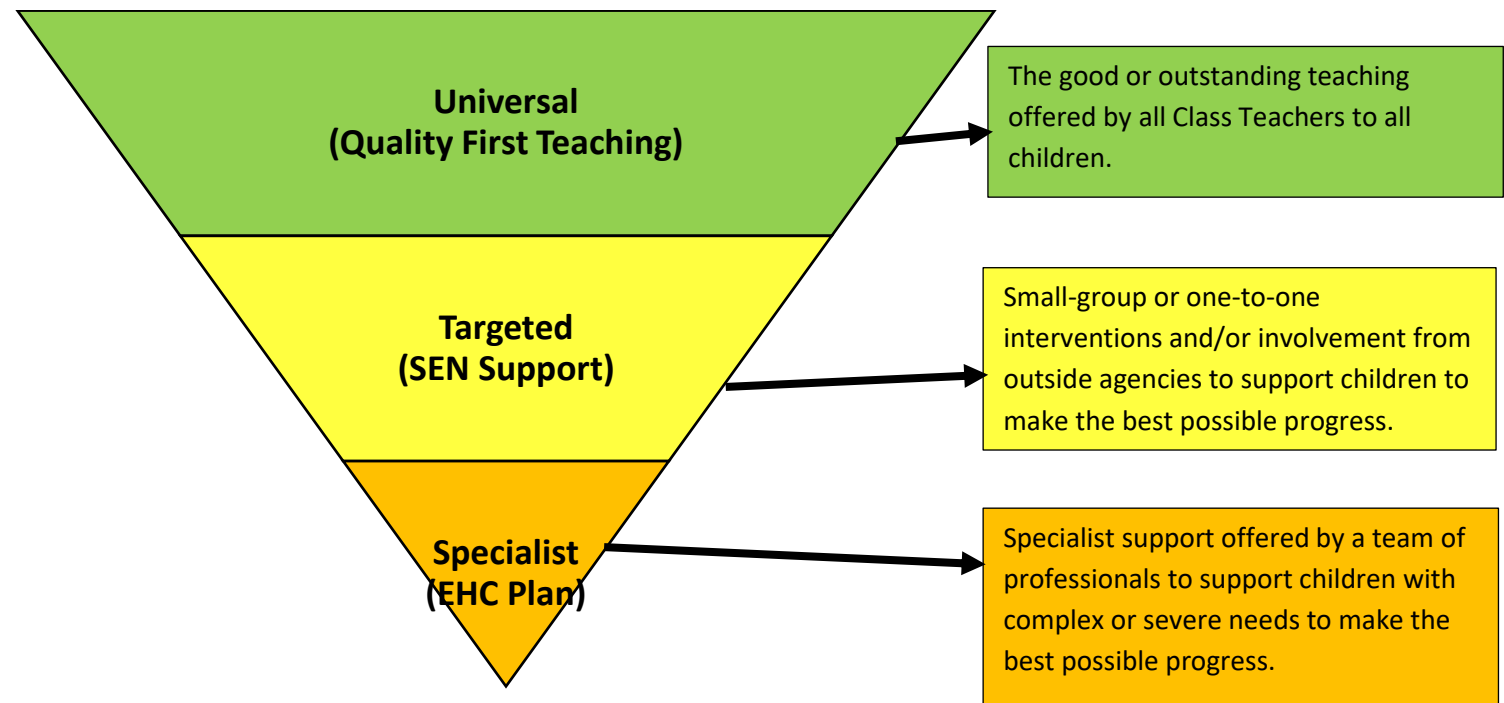 Universal
(Quality First Teaching)
The good or outstanding teaching
offered by all Class Teachers to all
children.
Targeted
(SEN Support)
Small-group or one-to-one
interventions and/or involvement from
outside agencies to support children to
make the best possible progress.
Specialist
(EHC Plan)
Specialist support offered by a team of
professionals to support children with
complex or severe needs to make the
best possible progress.